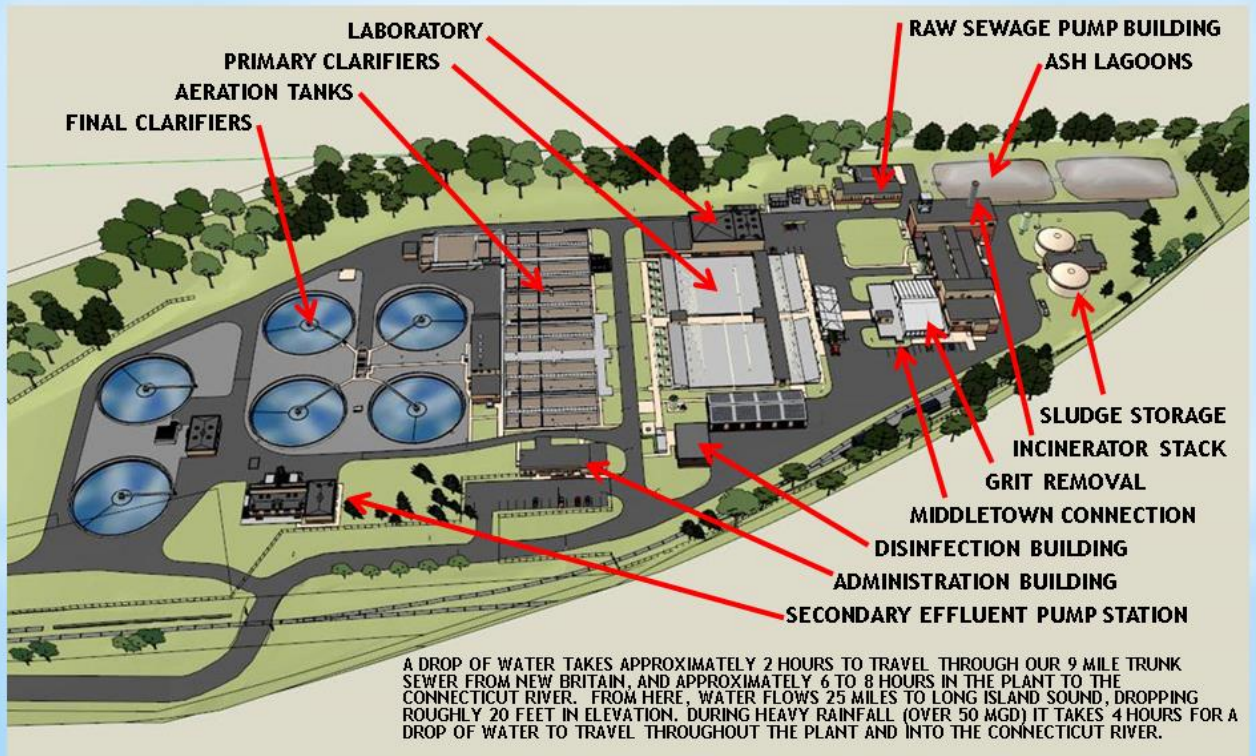 LABORATORY
PRIMARY CLARIFIERS
AERATION TANKS
FINAL CLARIFIERS
RAW SEWAGE PUMP BUILDING
ASH LAGOONS
SLUDGE STORAGE
INCINERATOR STACK
GRIT REMOVAL
MIDDLETOWN CONNECTION
DISINFECTION BUILDING
ADMINISTRATION BUILDING
SECONDARY EFFLUENT PUMP STATION
A DROP OF WATER TAKES APPROXIMATELY 2 HOURS TO TRAVEL THROUGH OUR 9 MILE TRUNK
SEWER FROM NEW BRITAIN, AND APPROXIMATELY 6 TO 8 HOURS IN THE PLANT TO THE
CONNECTICUT RIVER. FROM HERE, WATER FLOWS 25 MILES TO LONG ISLAND SOUND, DROPPING
ROUGHLY 20 FEET IN ELEVATION. DURING HEAVY RAINFALL (OVER 50 MGD) IT TAKES 4 HOURS FOR A
DROP OF WATER TO TRAVEL THROUGHOUT THE PLANT AND INTO THE CONNECTICUT RIVER.